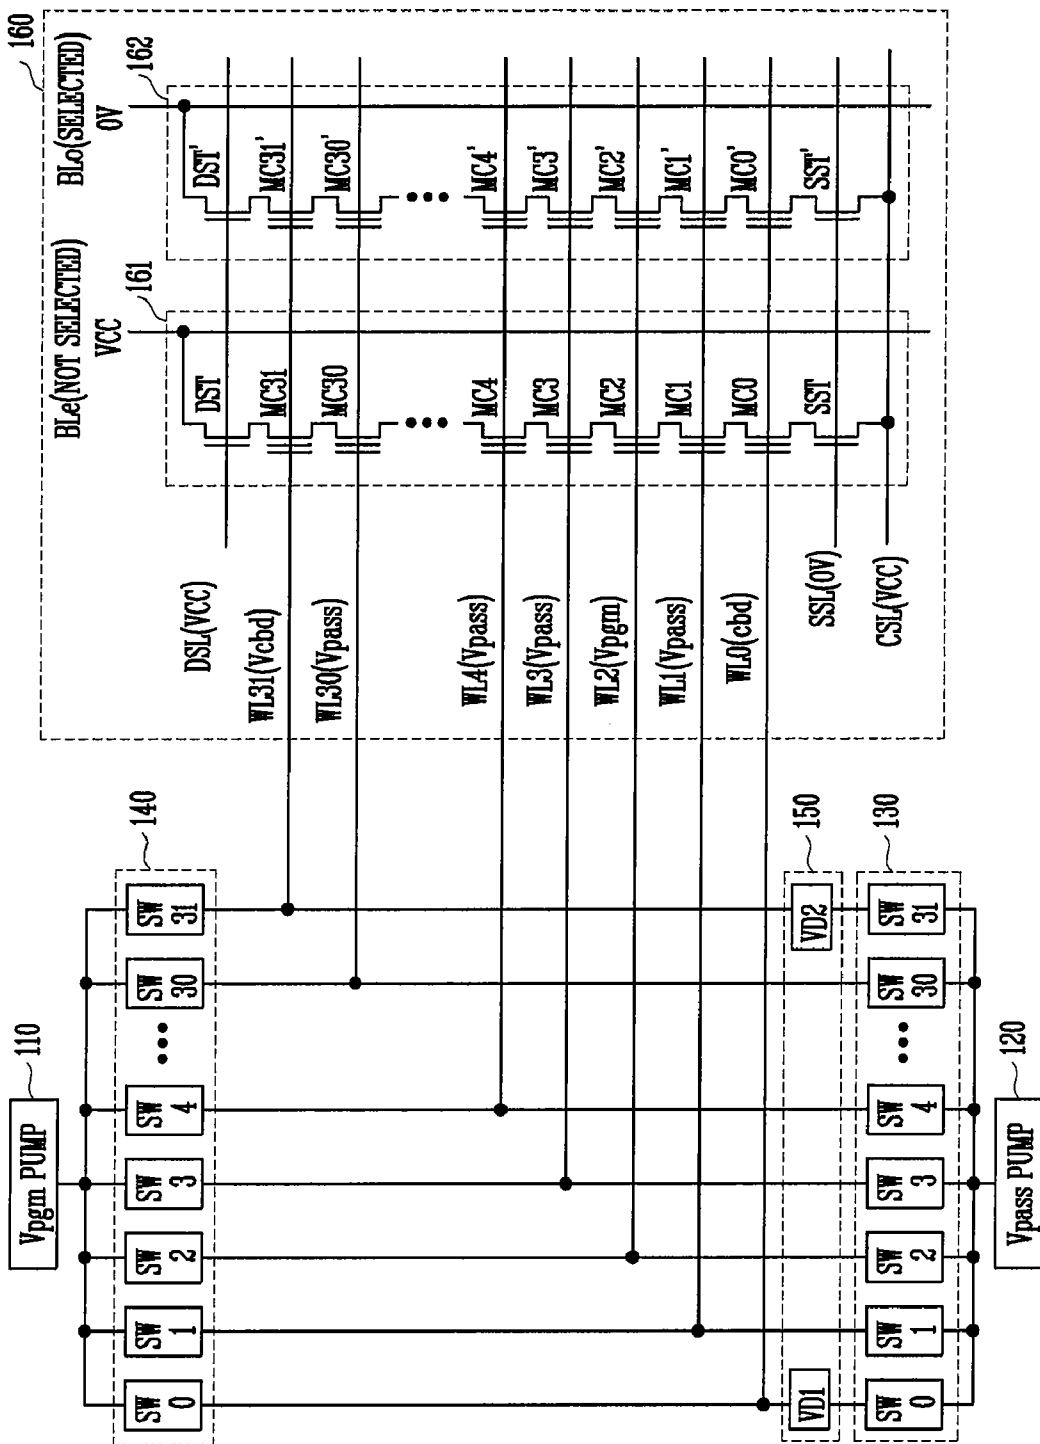 160
BLe(NOT SELECTED)
VCC
BLo(SELECTED)
0V
161
162
DST
DST'
MC31
MC31'
MC30
MC30'
MC4
MC4'
MC3
MC3'
MC2
MC2'
MC1
MC1'
MC0
MC0'
SST
SST'
DSL(VCC)
WL31(Vcbd)
WL30(Vpass)
WL4(Vpass)
WL3(Vpass)
WL2(Vpgm)
WL1(Vpass)
WL0(cbd)
SSL(0V)
CSL(VCC)
110
Vpgm PUMP
140
SW 0
SW 1
SW 2
SW 3
SW 4
SW 30
SW 31
150
VD1
VD2
130
SW 0
SW 1
SW 2
SW 3
SW 4
SW 30
SW 31
120
Vpass PUMP